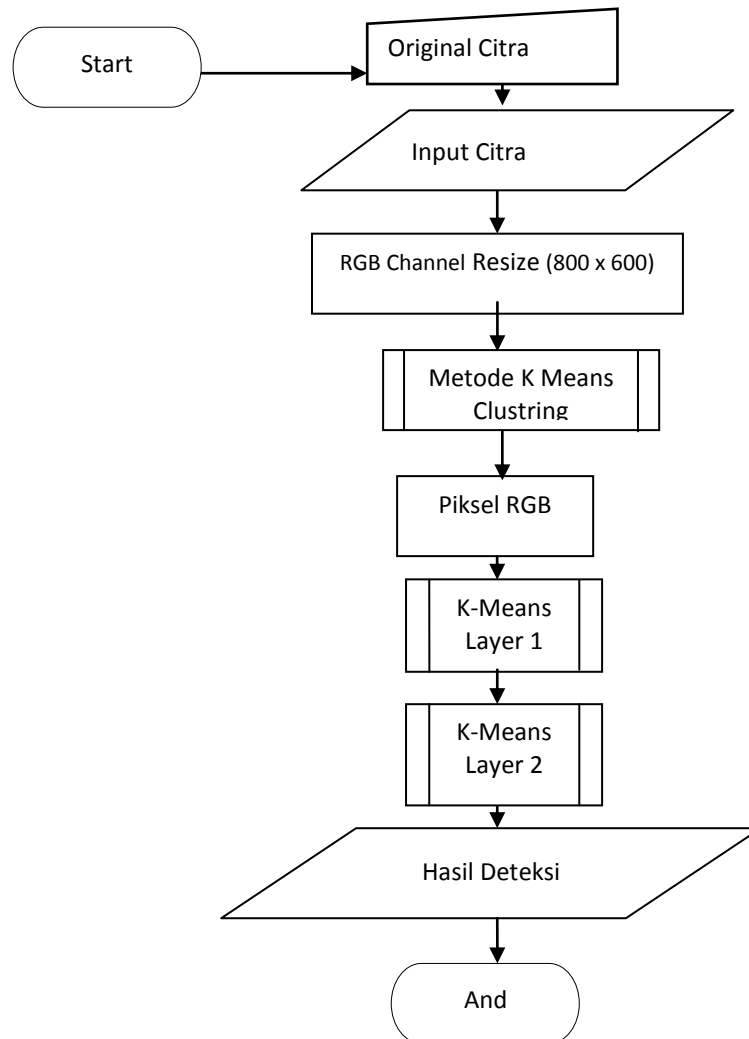 Start
Original Citra
Input Citra
RGB Channel Resize (800 x 600)
Metode K Means
Clustring
Piksel RGB
K-Means
Layer 1
K-Means
Layer 2
Hasil Deteksi
And